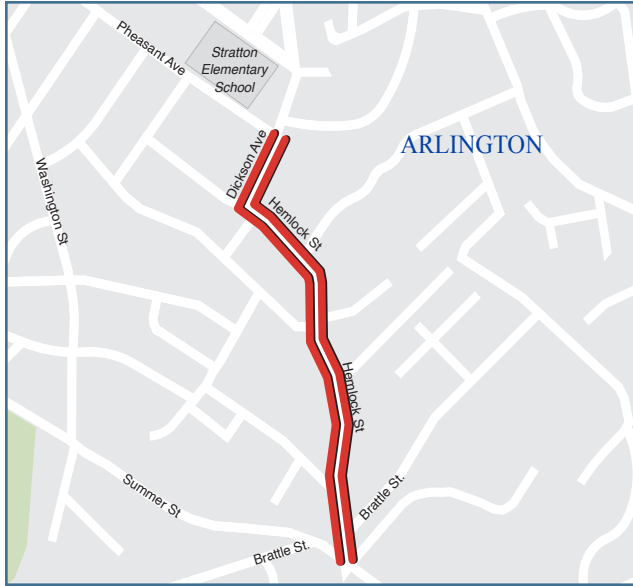 Pheasant Ave
Stratton
Elementary
School
Dickson Ave
ARLINGTON
Washington St
Hemlock St
Hemlock St
Summer St
Brattle St.
Brattle St.